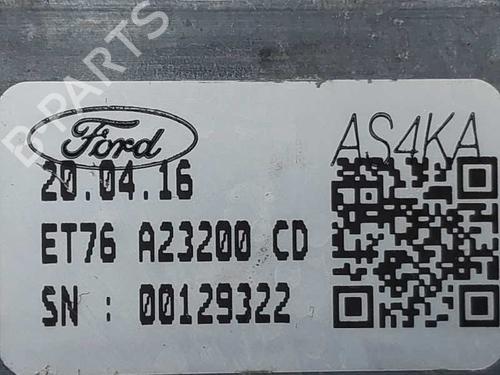 B-PARTS
Ford
AS4KA
20.04.16
ET76 A23200 CD
SN : 00129322